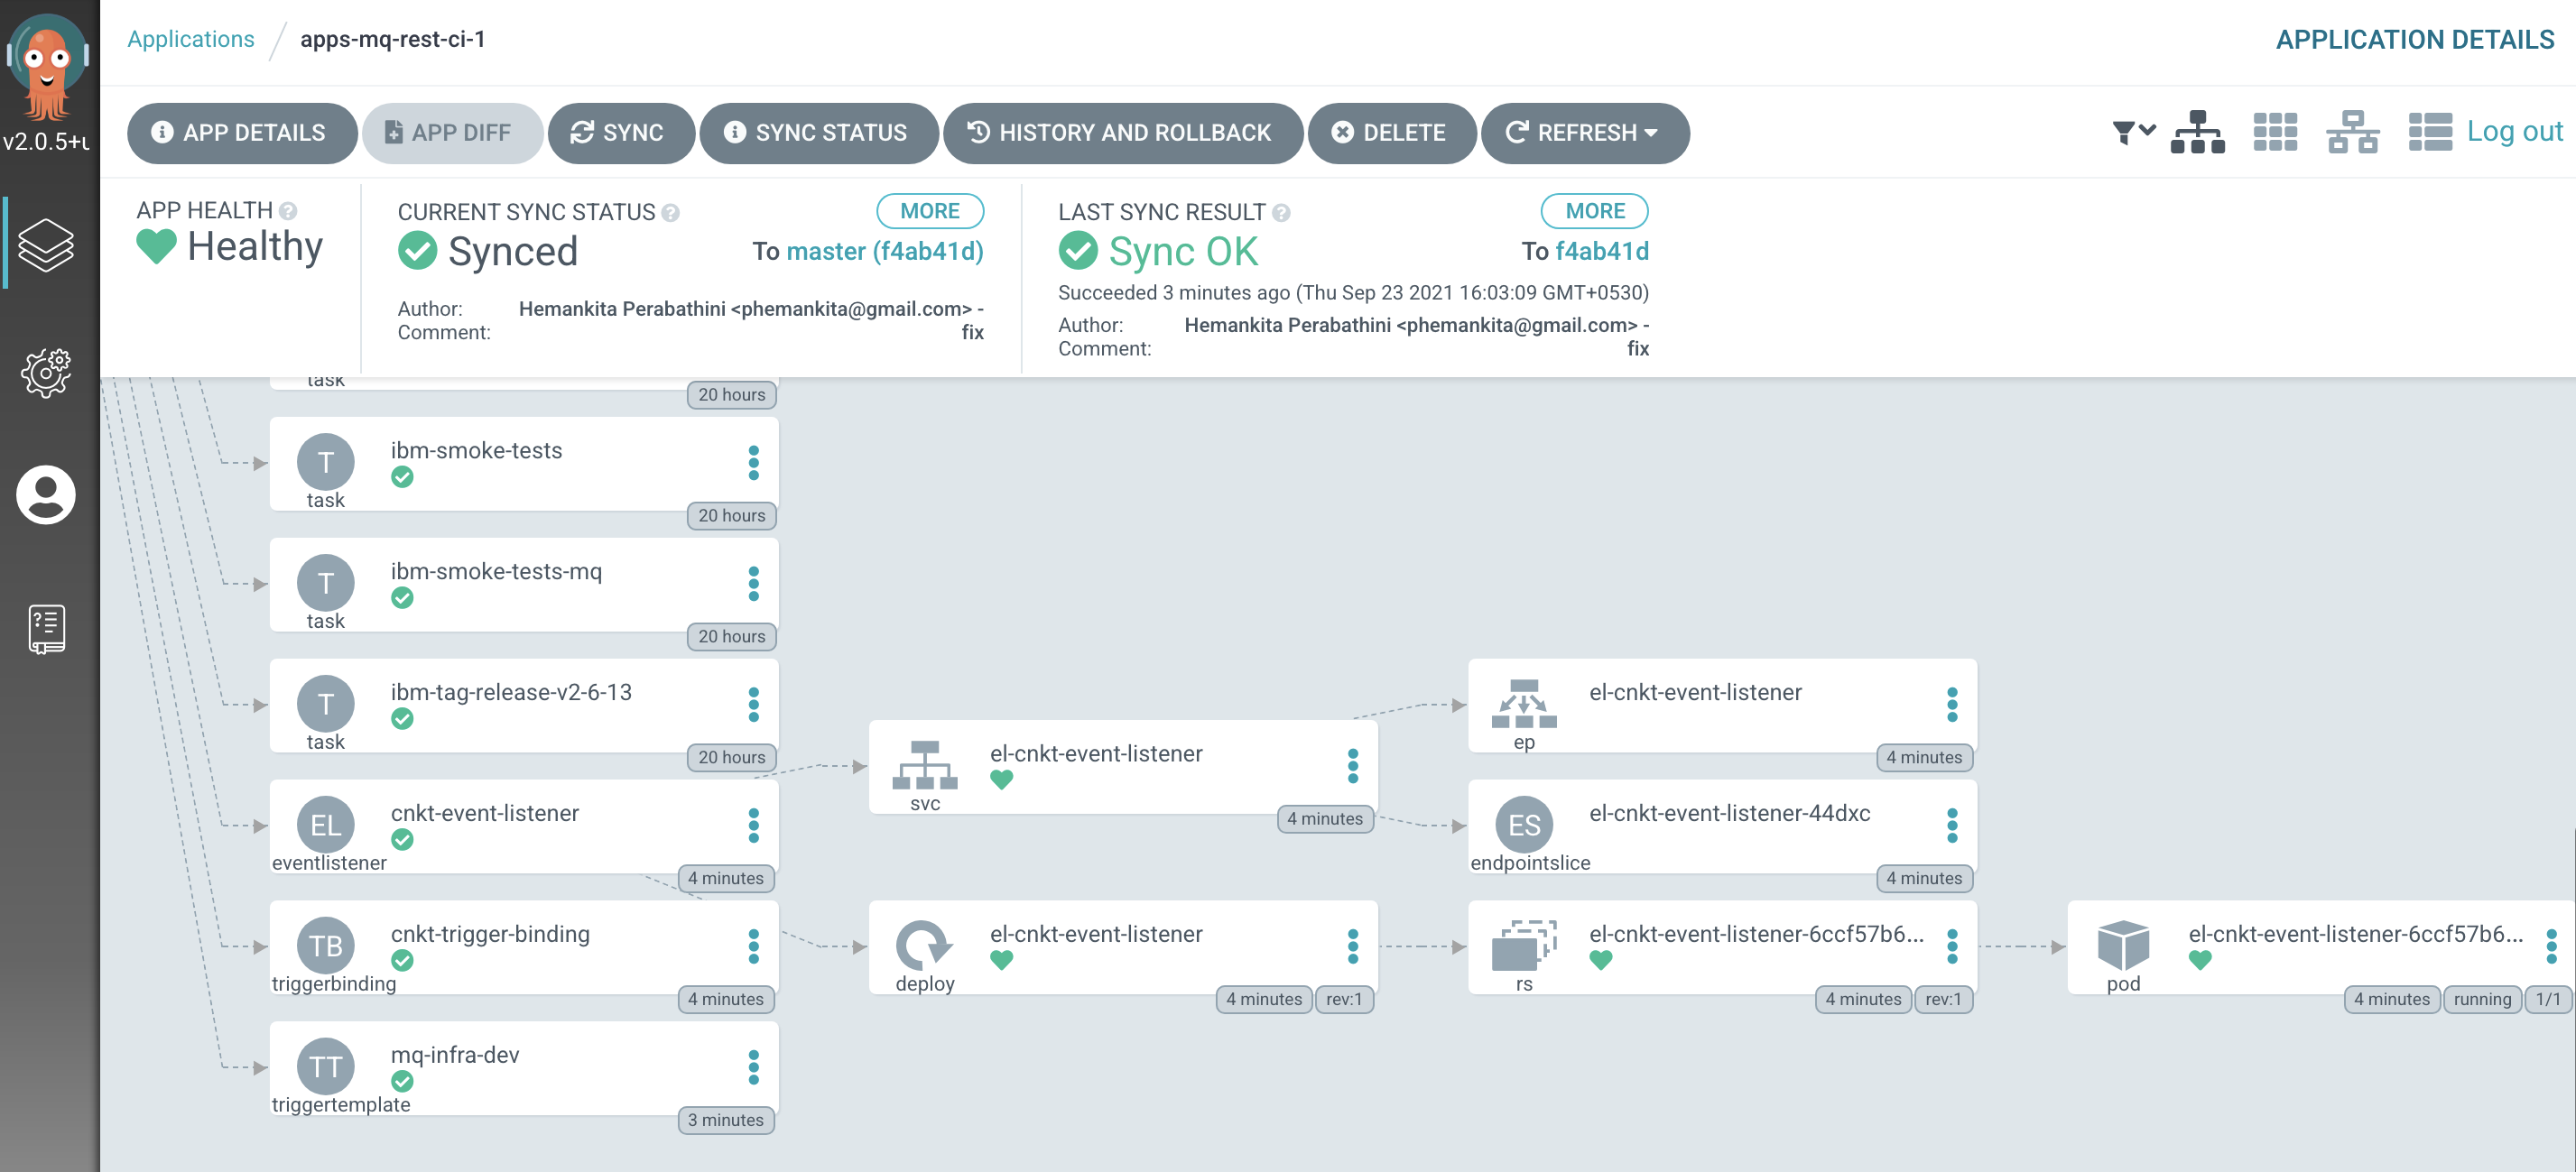 Applications / apps-mq-rest-ci-1
APPLICATION DETAILS
v2.0.5+u
APP DETAILS
APP DIFF
SYNC
SYNC STATUS
HISTORY AND ROLLBACK
DELETE
REFRESH
Log out
APP HEALTH
Healthy
CURRENT SYNC STATUS
MORE
Synced
To master (f4ab41d)
Author: Hemankita Perabathini <phemankita@gmail.com> -
Comment: fix
LAST SYNC RESULT
MORE
Sync OK
To f4ab41d
Succeeded 3 minutes ago (Thu Sep 23 2021 16:03:09 GMT+0530)
Author: Hemankita Perabathini <phemankita@gmail.com> -
Comment: fix
task
20 hours
T
task
ibm-smoke-tests
20 hours
T
task
ibm-smoke-tests-mq
20 hours
T
task
ibm-tag-release-v2-6-13
20 hours
EL
eventlistener
cnkt-event-listener
4 minutes
TB
triggerbinding
cnkt-trigger-binding
4 minutes
TT
triggertemplate
mq-infra-dev
3 minutes
svc
el-cnkt-event-listener
4 minutes
deploy
el-cnkt-event-listener
4 minutes
rev:1
ep
el-cnkt-event-listener
4 minutes
ES
endpointslice
el-cnkt-event-listener-44dxc
4 minutes
rs
el-cnkt-event-listener-6ccf57b6...
4 minutes
rev:1
pod
el-cnkt-event-listener-6ccf57b6...
4 minutes
running
1/1